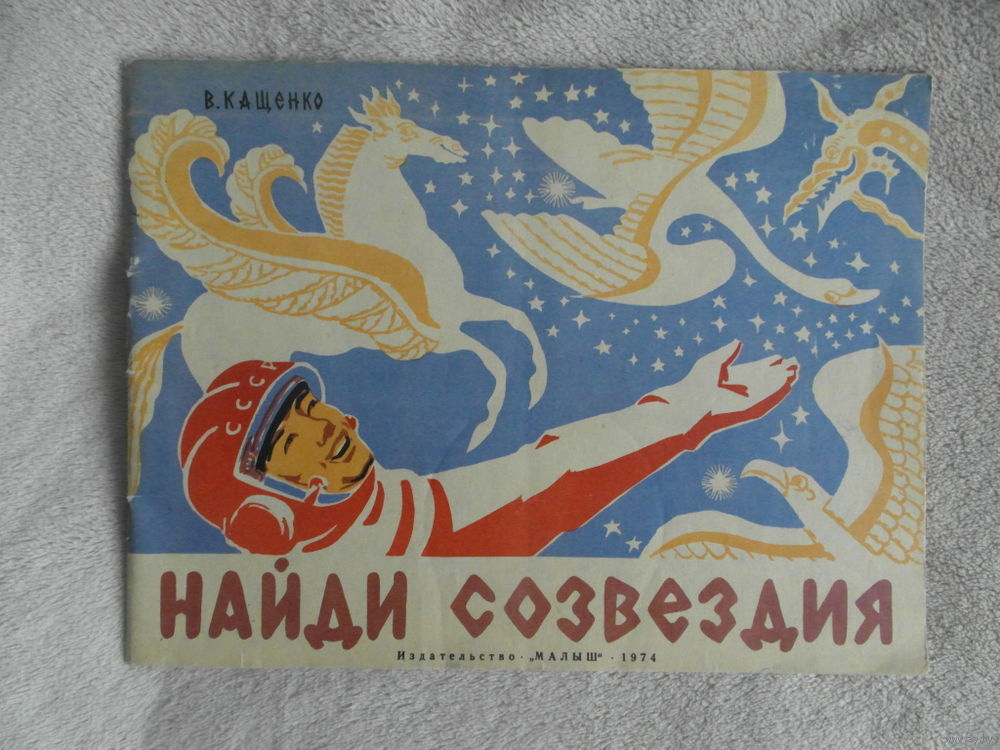 В. КАЩЕНКО
СССР
НАЙДИ СОЗВЕЗДИЯ
Издательство · „МАЛЫШ“ · 1974